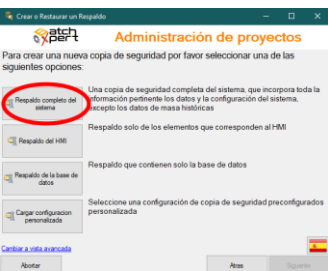 Crear o Restaurar un Respaldo
atch
xpert
Administración de proyectos
Para crear una nueva copia de seguridad por favor seleccionar una de las
siguientes opciones:
Respaldo completo del
sistema
Una copia de seguridad completa del sistema, que incorpora toda la
información pertinente los datos y la configuración del sistema,
excepto los datos de masa históricas
Respaldo del HMI
Respaldo solo de los elementos que corresponden al HMI
Respaldo de la base de
datos
Respaldo que contienen solo la base de datos
Cargar configuracion
personalizada
Seleccione una configuración de copia de seguridad preconfigurados
personalizada
Cambiar a vista avanzada
Abortar
Atras
Siguiente